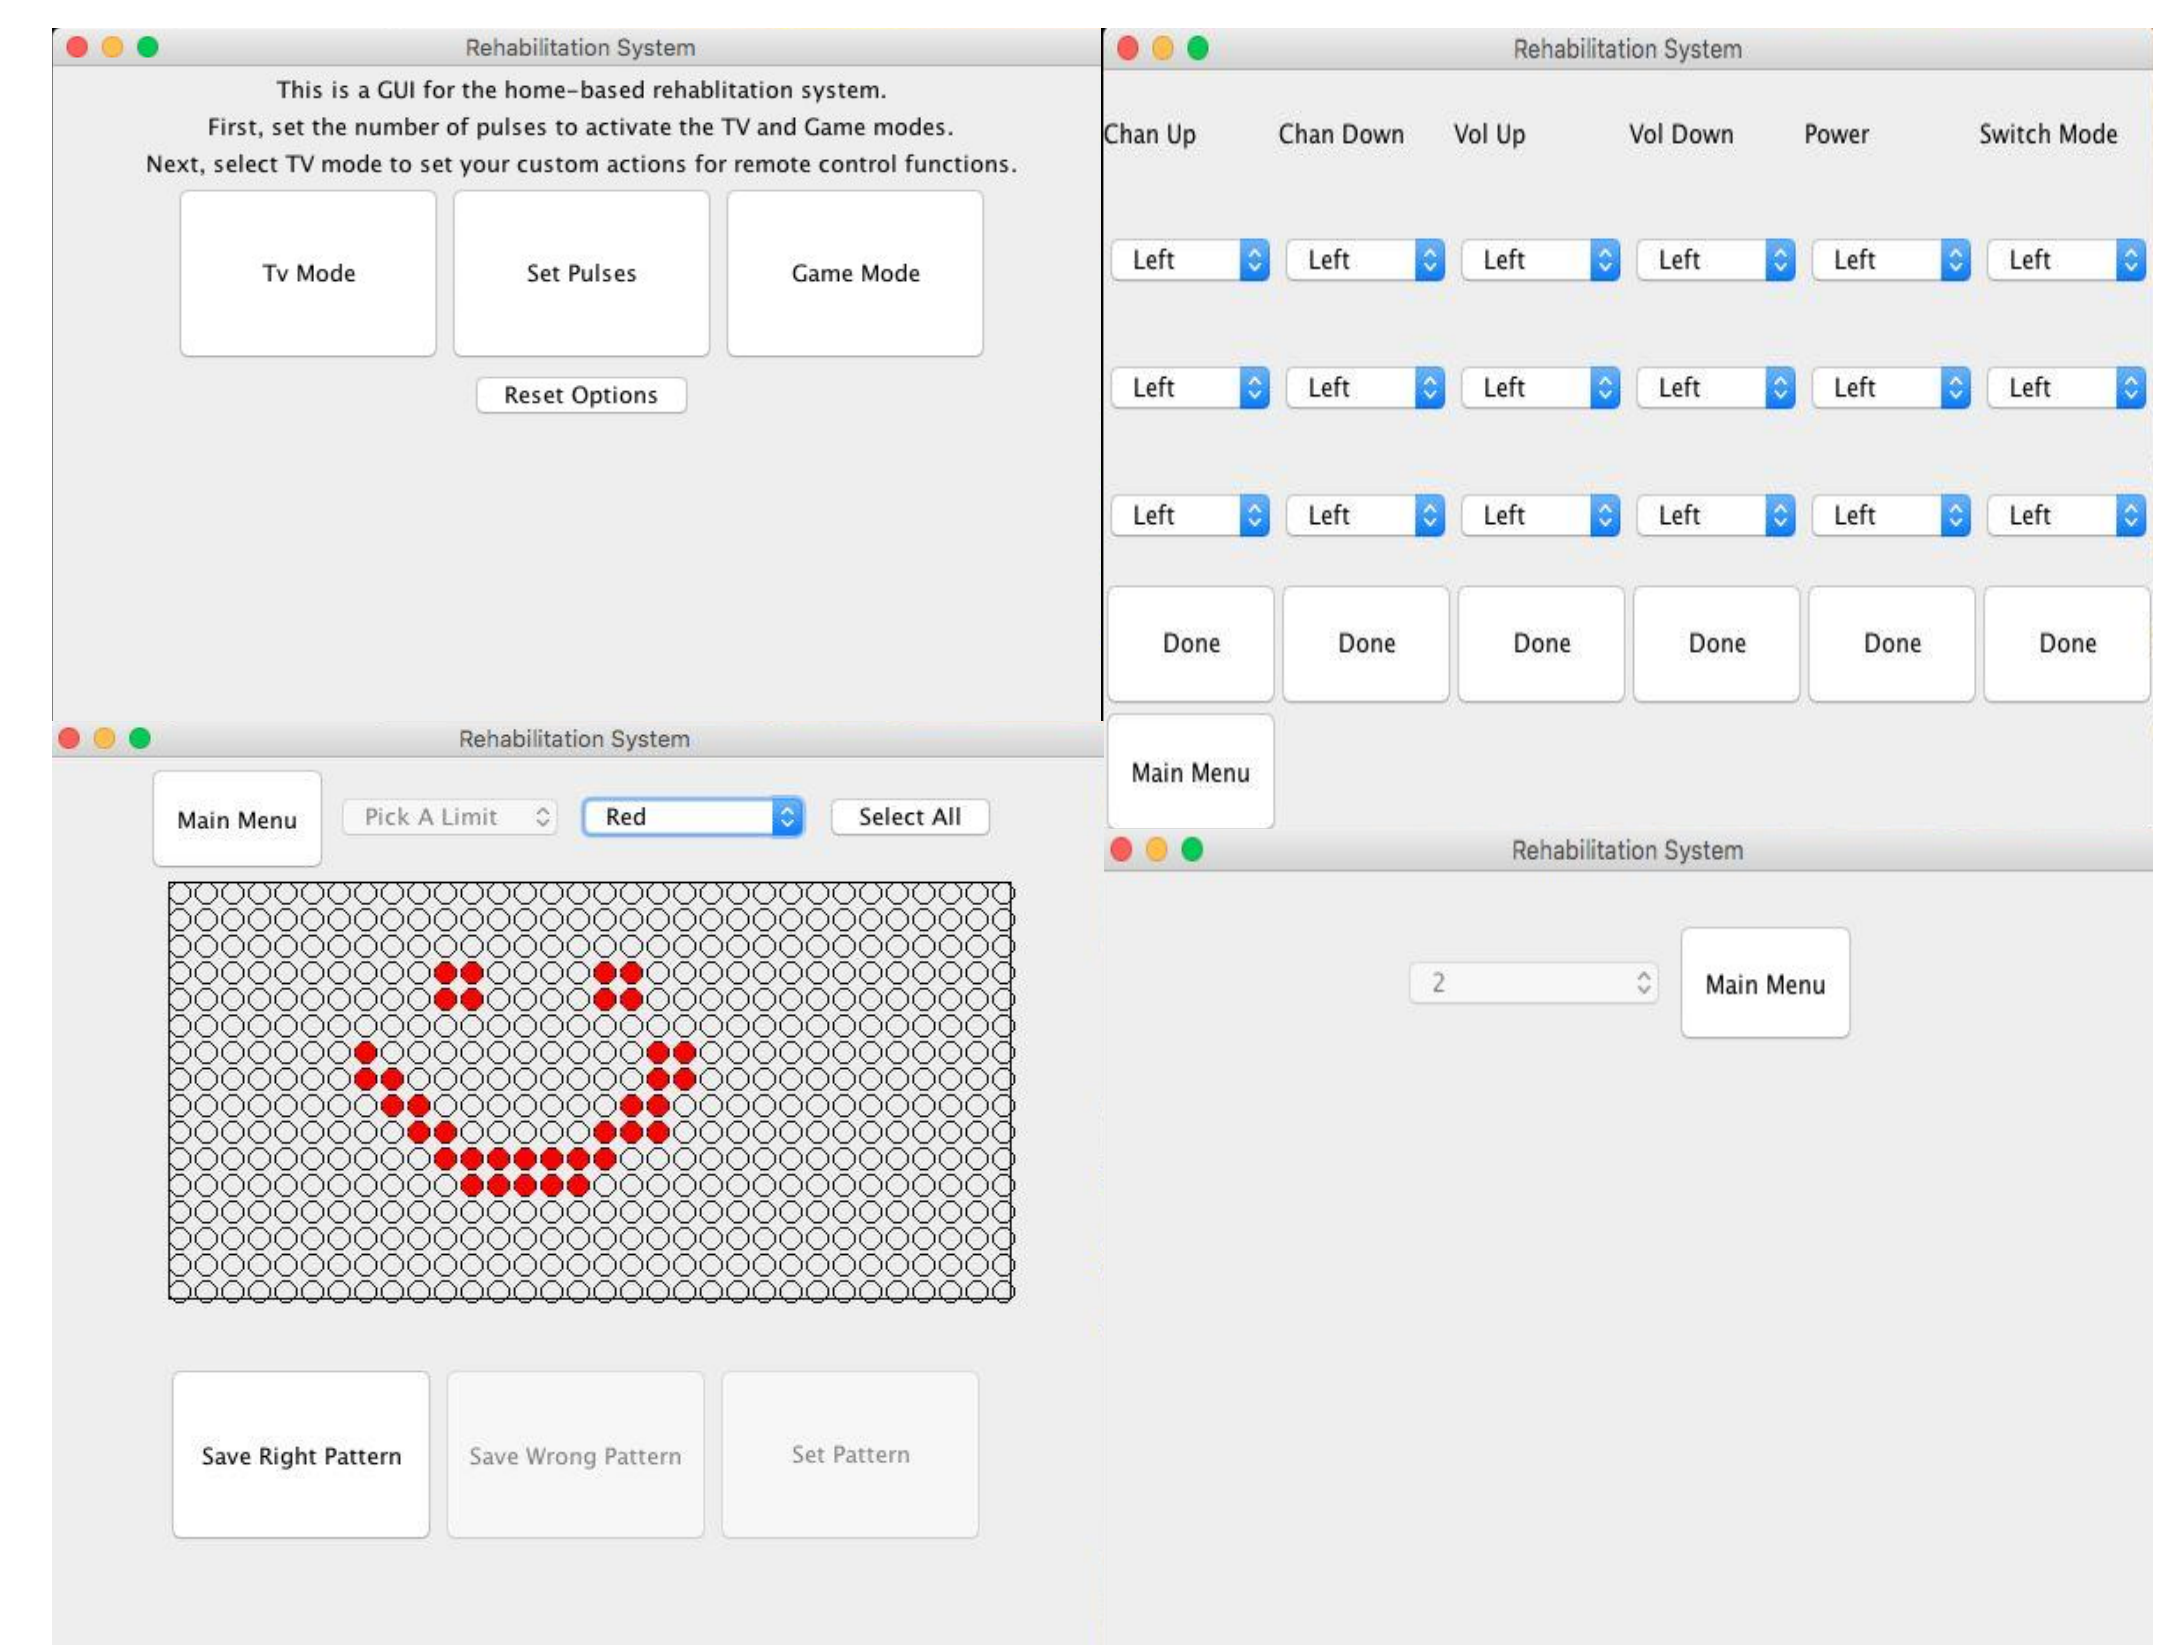 Rehabilitation System
This is a GUI for the home-based rehablitation system.
First, set the number of pulses to activate the TV and Game modes.
Next, select TV mode to set your custom actions for remote control functions.
Tv Mode Set Pulses Game Mode
Reset Options
Rehabilitation System
Chan Up Chan Down Vol Up Vol Down Power Switch Mode
Left Left Left Left Left Left
Left Left Left Left Left Left
Left Left Left Left Left Left
Done Done Done Done Done Done
Main Menu
Rehabilitation System
Main Menu Pick A Limit Red Select All
Save Right Pattern Save Wrong Pattern Set Pattern
Rehabilitation System
2 Main Menu